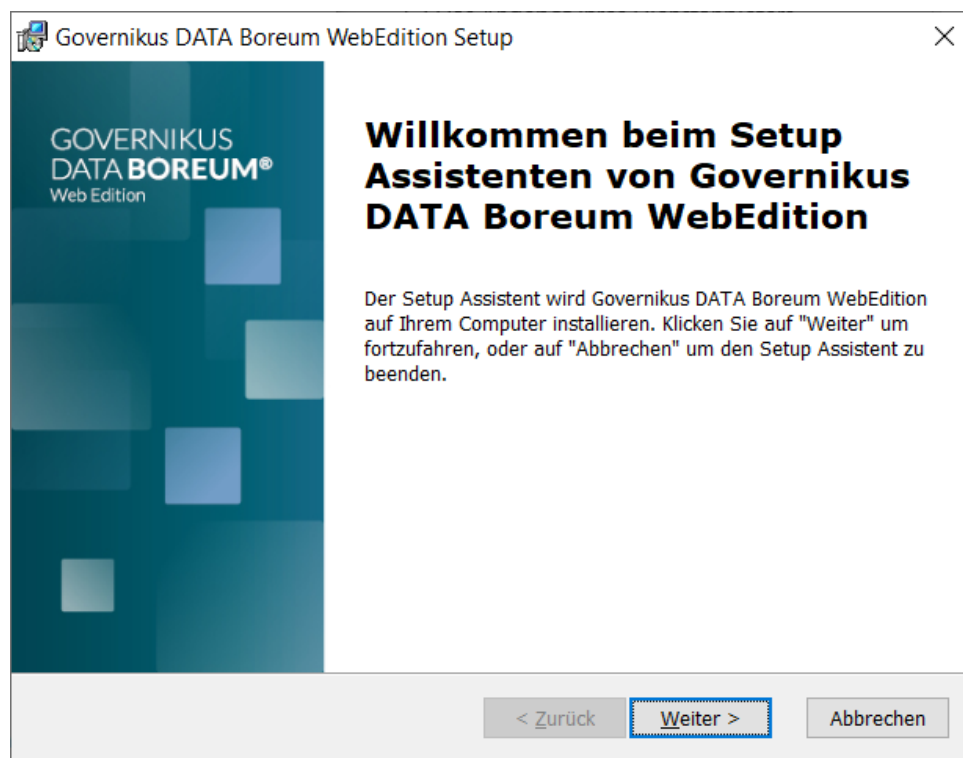 Governikus DATA Boreum WebEdition Setup
GOVERNIKUS
DATA BOREUM®
Web Edition
Willkommen beim Setup
Assistenten von Governikus
DATA Boreum WebEdition
Der Setup Assistent wird Governikus DATA Boreum WebEdition
auf Ihrem Computer installieren. Klicken Sie auf "Weiter" um
fortzufahren, oder auf "Abbrechen" um den Setup Assistent zu
beenden.
< Zurück
Weiter >
Abbrechen